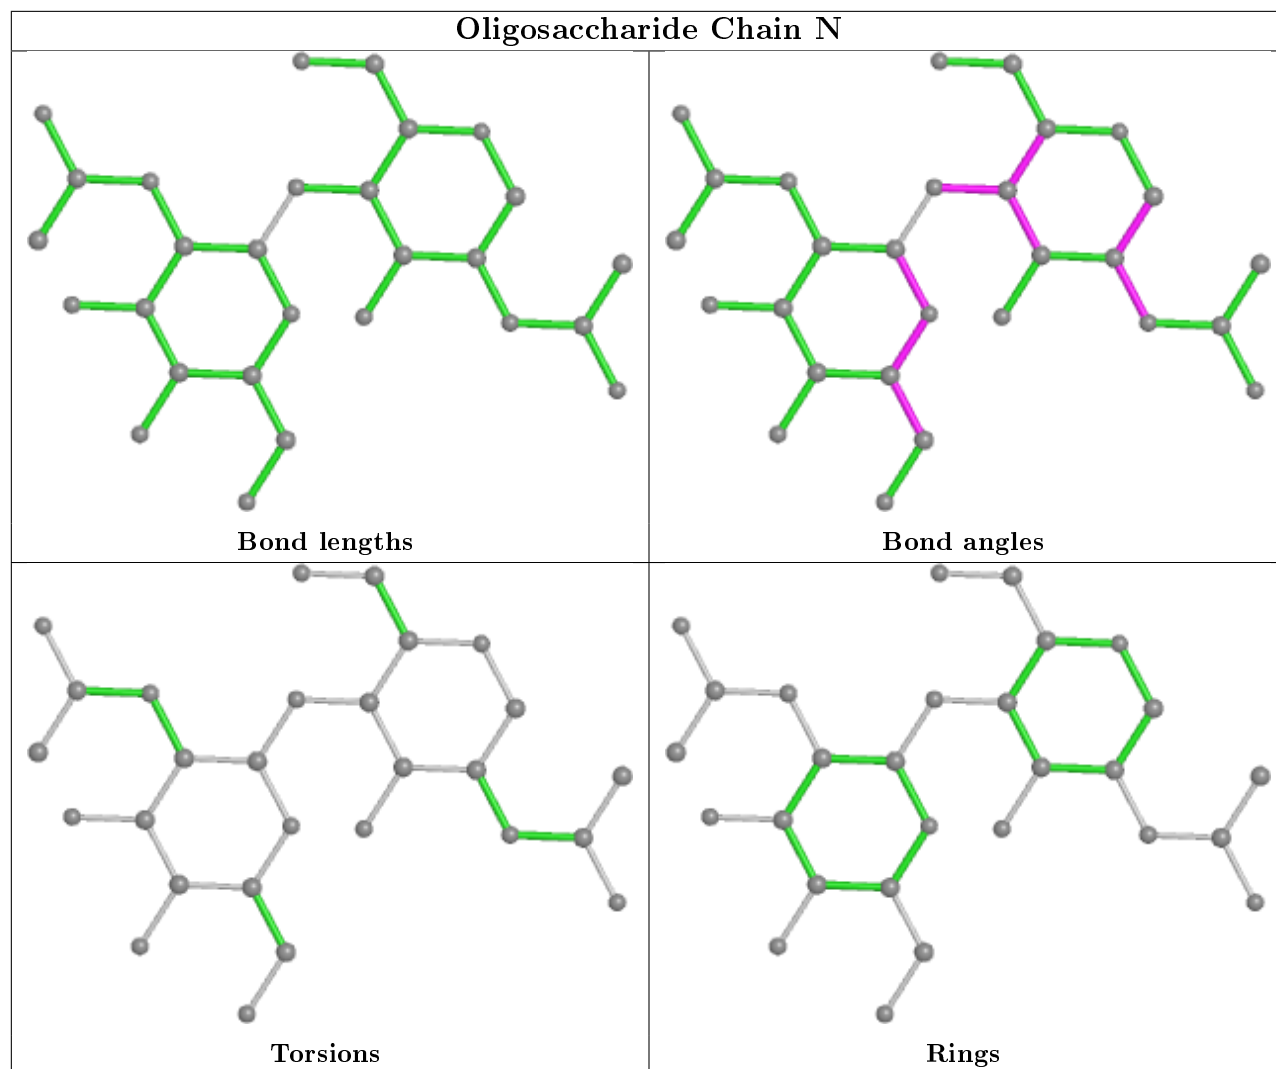 Oligosaccharide Chain N
Bond lengths
Bond angles
Torsions
Rings